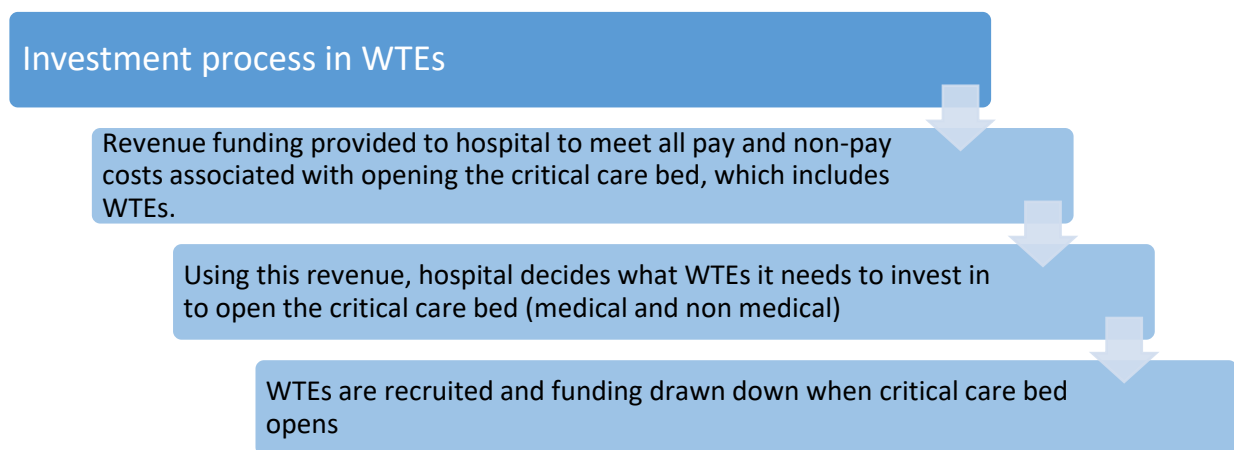 Investment process in WTEs
Revenue funding provided to hospital to meet all pay and non-pay
costs associated with opening the critical care bed, which includes
WTEs.
Using this revenue, hospital decides what WTEs it needs to invest in
to open the critical care bed (medical and non medical)
WTEs are recruited and funding drawn down when critical care bed
opens